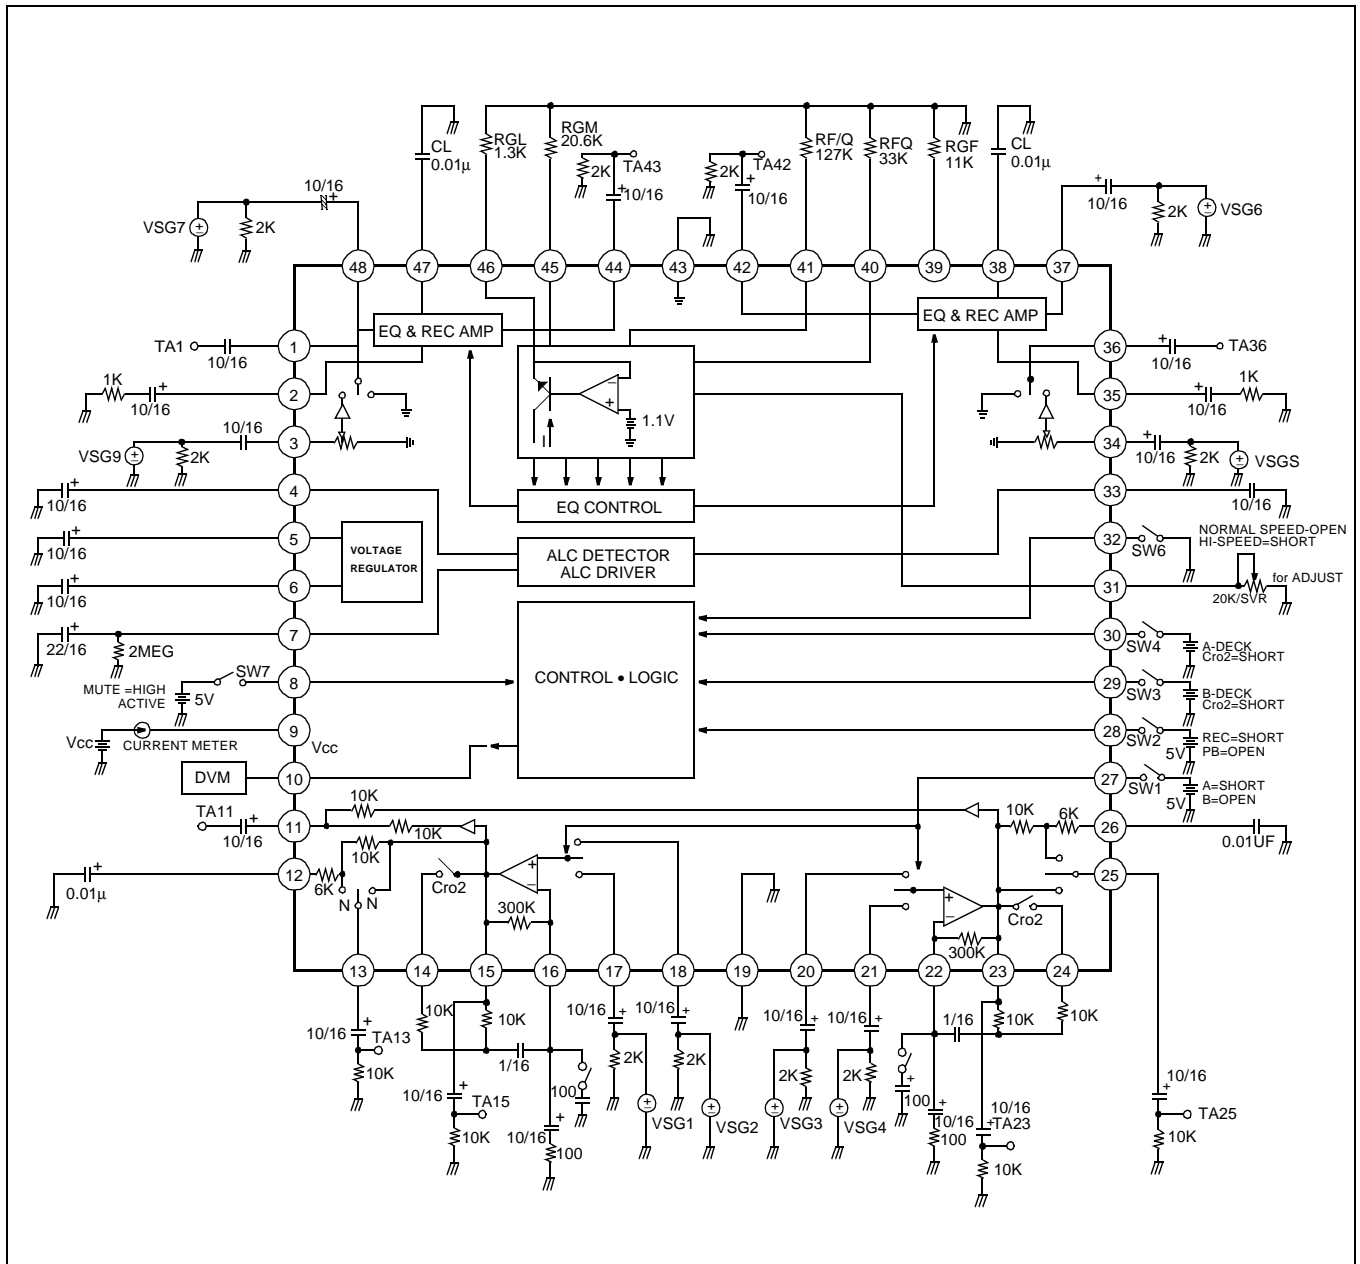 CL
0.01µ
RGL
1.3K
RGM
20.6K
2K
TA43
10/16
2K
TA42
10/16
RF/Q
127K
RFQ
33K
RGF
11K
CL
0.01µ
10/16
VSG7
2K
10/16
2K
VSG6
48
47
46
45
44
43
42
41
40
39
38
37
EQ & REC AMP
EQ & REC AMP
TA1
10/16
1
36
10/16
TA36
1K
10/16
2
35
10/16
1K
1.1V
VSG9
2K
10/16
3
34
10/16
2K
VSGS
10/16
4
EQ CONTROL
33
10/16
10/16
5
VOLTAGE
REGULATOR
ALC DETECTOR
ALC DRIVER
32
SW6
NORMAL SPEED-OPEN
HI-SPEED=SHORT
10/16
6
31
for ADJUST
20K/SVR
22/16
2MEG
7
30
SW4
A-DECK
Cro2=SHORT
MUTE =HIGH
ACTIVE
5V
SW7
8
CONTROL • LOGIC
29
SW3
B-DECK
Cro2=SHORT
Vcc
CURRENT METER
9
Vcc
28
SW2
5V
REC=SHORT
PB=OPEN
DVM
10
27
SW1
5V
A=SHORT
B=OPEN
TA11
10/16
11
10K
10K
10K
10K
6K
26
0.01UF
0.01µ
12
6K
N
N
Cro2
+
−
300K
+
−
300K
Cro2
25
13
14
15
16
17
18
19
20
21
22
23
24
10/16
TA13
10K
10K
10K
1/16
10/16
TA15
10K
10/16
100
100
10/16
2K
VSG1
10/16
2K
VSG2
10/16
2K
VSG3
10/16
2K
VSG4
100
10/16
100
1/16
10K
10K
10/16
TA23
10K
10/16
TA25
10K